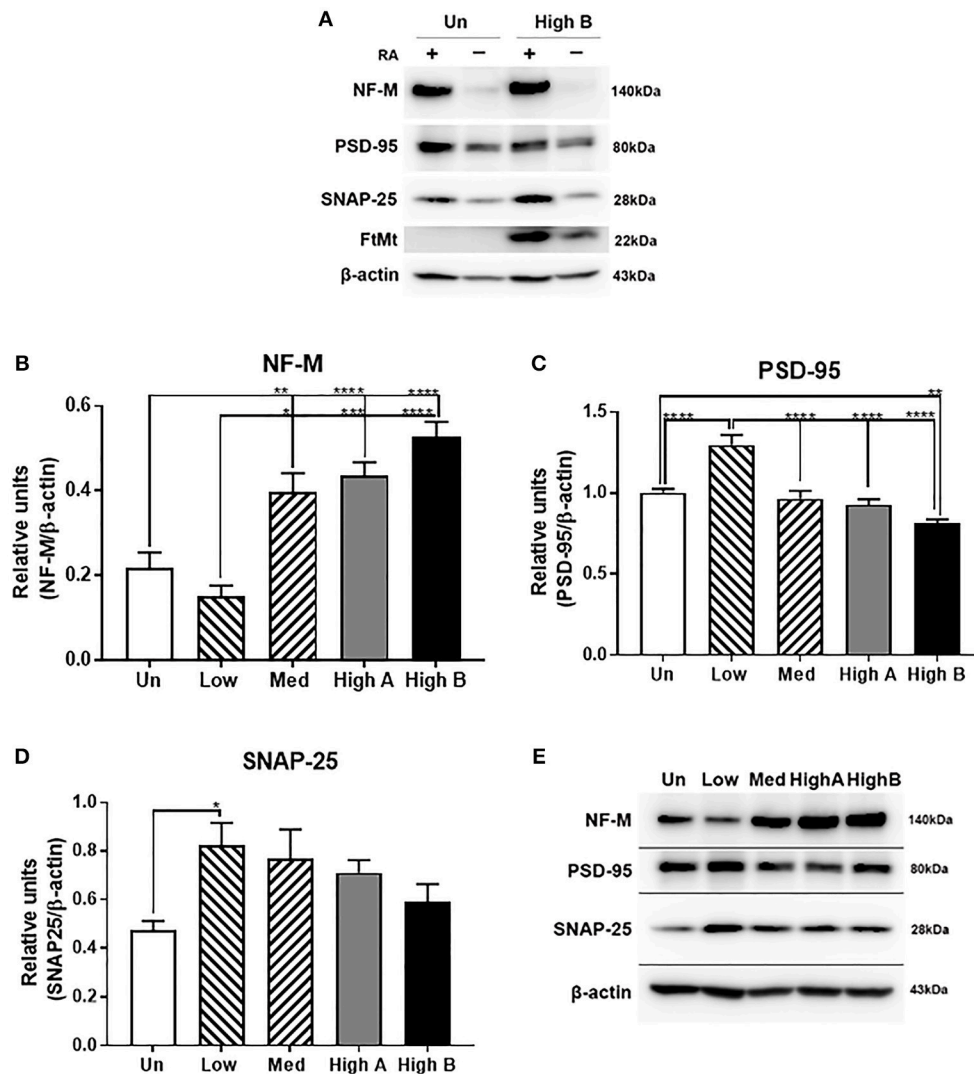 A
Un High B
RA + − + −
NF-M 140kDa
PSD-95 80kDa
SNAP-25 28kDa
FtMt 22kDa
β-actin 43kDa
B
NF-M
** **** ****
* *** ****
Relative units
(NF-M/β-actin)
0.6
0.4
0.2
0.0
Un Low Med High A High B
C
PSD-95
**
**** **** **** ****
Relative units
(PSD-95/β-actin)
1.5
1.0
0.5
0.0
Un Low Med High A High B
D
SNAP-25
*
Relative units
(SNAP25/β-actin)
1.0
0.8
0.6
0.4
0.2
0.0
Un Low Med High A High B
E
Un Low Med HighA HighB
NF-M 140kDa
PSD-95 80kDa
SNAP-25 28kDa
β-actin 43kDa